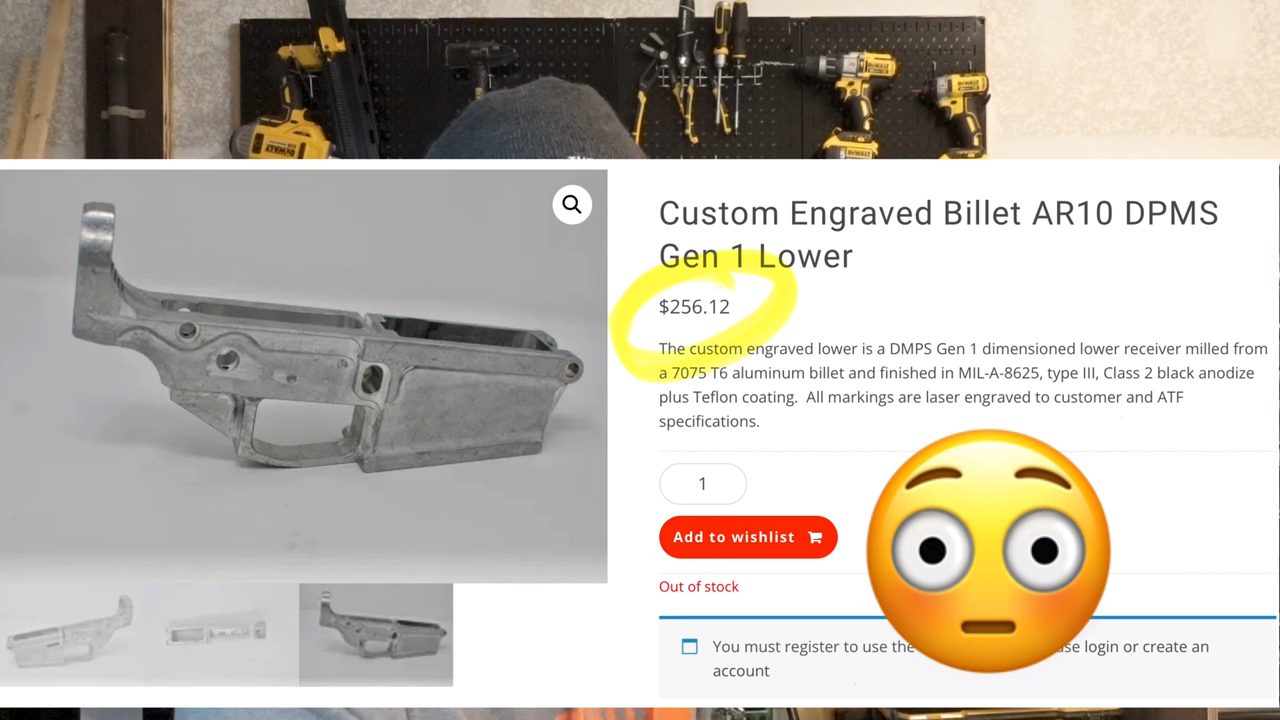 DEWALT
Custom Engraved Billet AR10 DPMS
Gen 1 Lower
$256.12
The custom engraved lower is a DMPS Gen 1 dimensioned lower receiver milled from
a 7075 T6 aluminum billet and finished in MIL-A-8625, type III, Class 2 black anodize
plus Teflon coating.  All markings are laser engraved to customer and ATF
specifications.
1
Add to wishlist
Out of stock
You must register to use the
login or create an
account